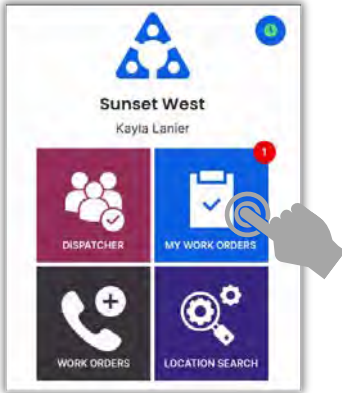 Sunset West
Kayla Lanier
1
DISPATCHER
MY WORK ORDERS
WORK ORDERS
LOCATION SEARCH